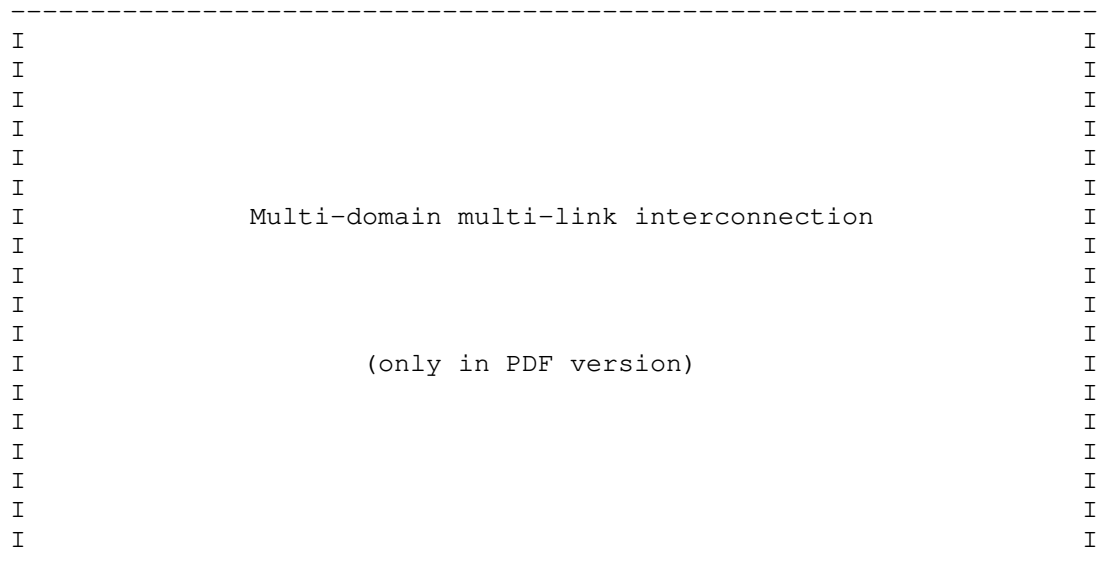 ----------------------------------------------------------------------
I                                                                    I
I                                                                    I
I                                                                    I
I                                                                    I
I                                                                    I
I                                                                    I
I               Multi-domain multi-link interconnection              I
I                                                                    I
I                                                                    I
I                                                                    I
I                                                                    I
I                      (only in PDF version)                         I
I                                                                    I
I                                                                    I
I                                                                    I
I                                                                    I
I                                                                    I
I                                                                    I